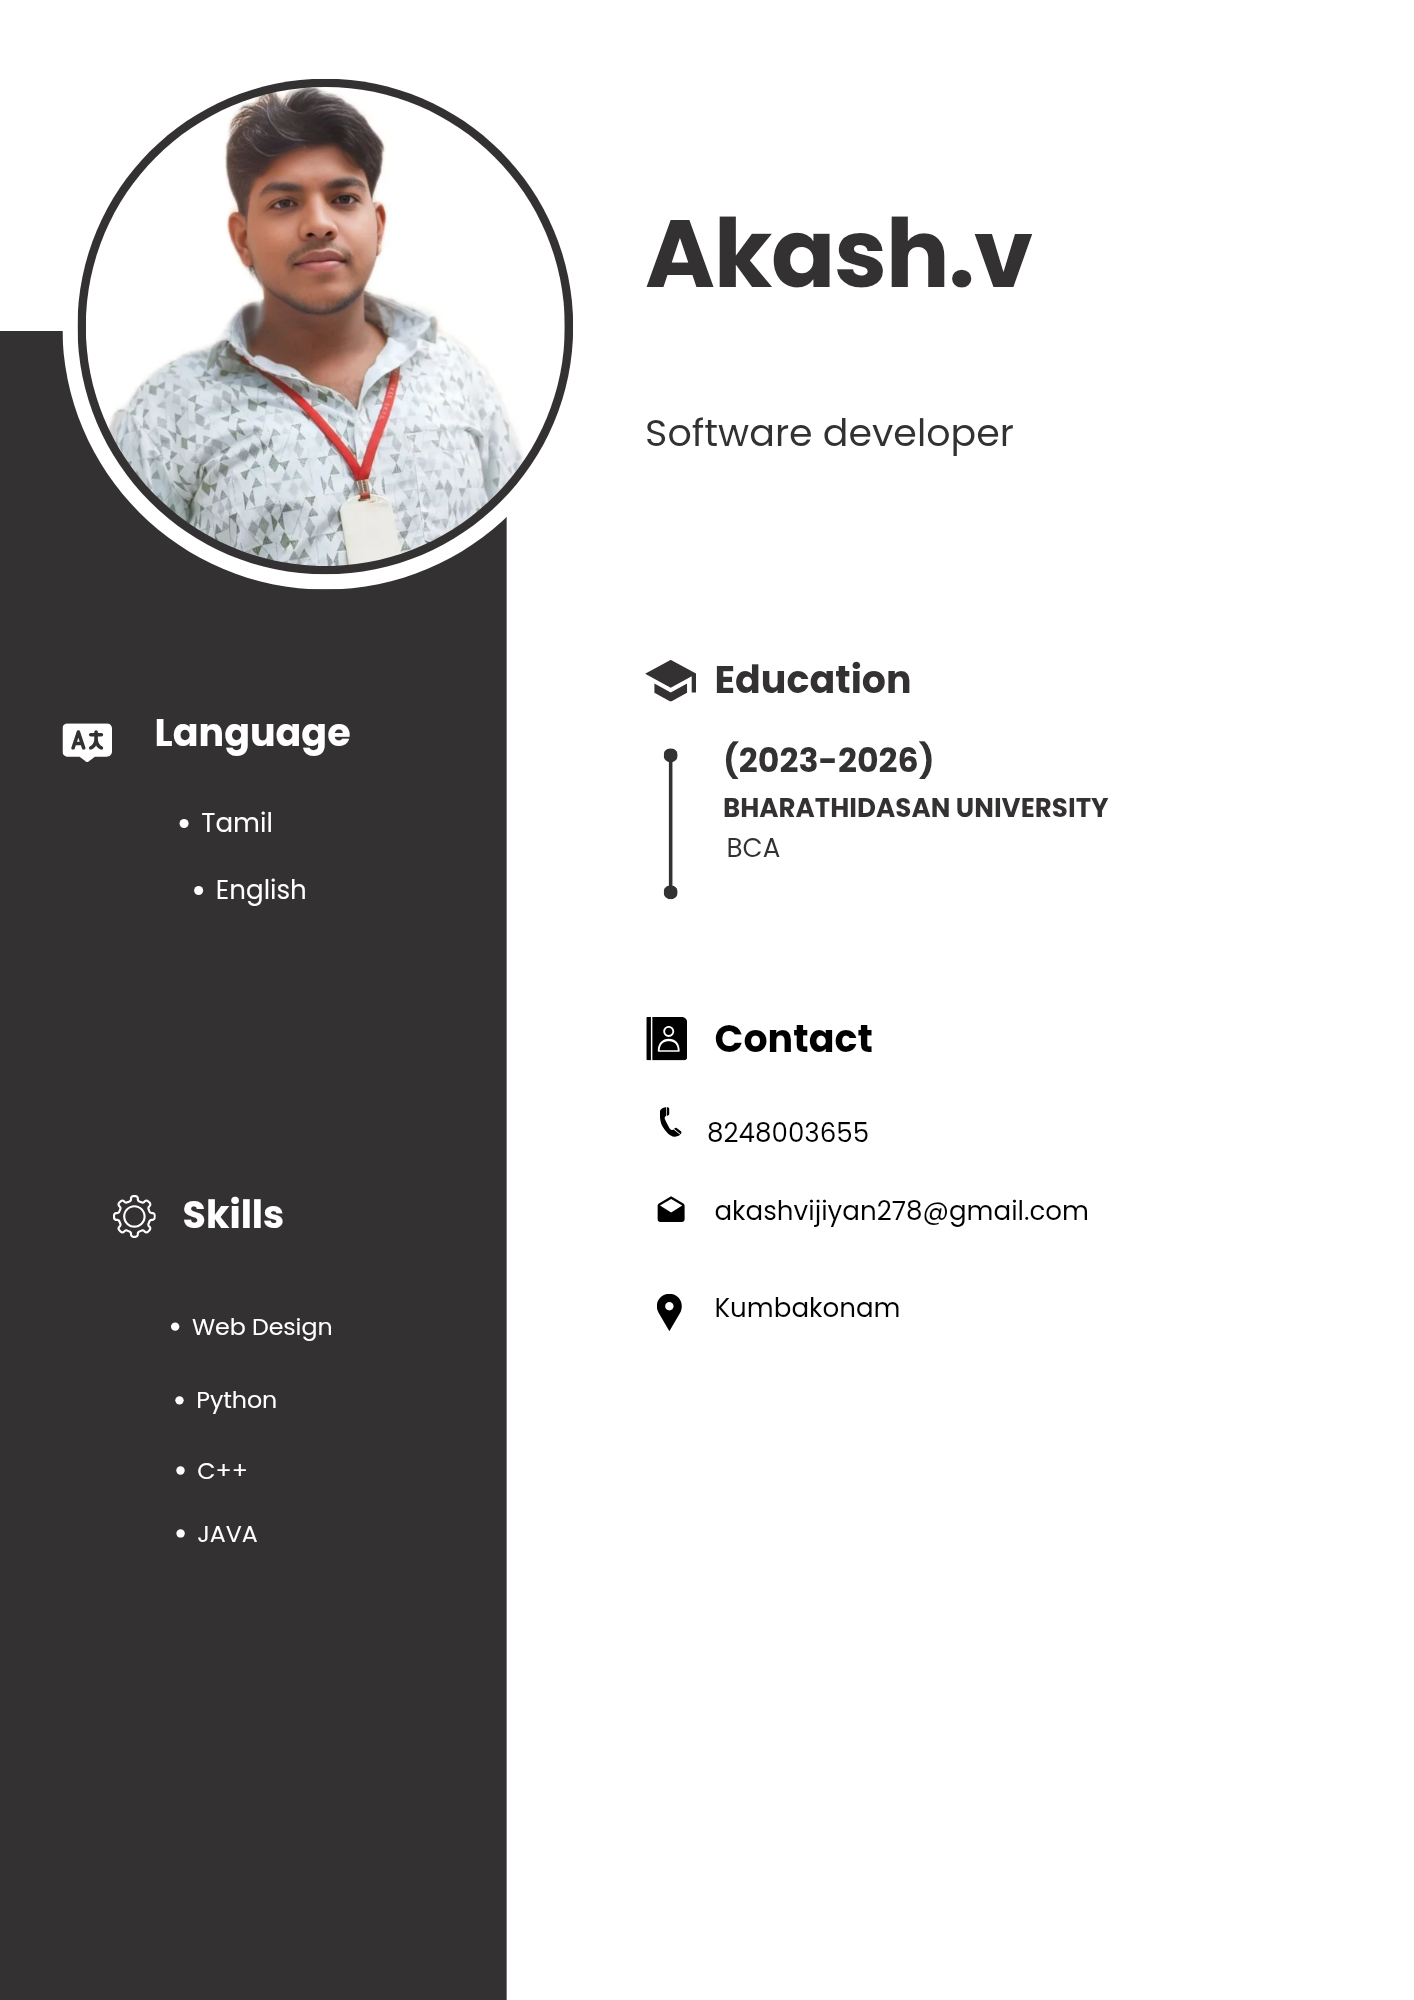 Akash.v
Software developer
Language
• Tamil
• English
Skills
• Web Design
• Python
• C++
• JAVA
Education
(2023-2026)
BHARATHIDASAN UNIVERSITY
BCA
Contact
8248003655
akashvijiyan278@gmail.com
Kumbakonam